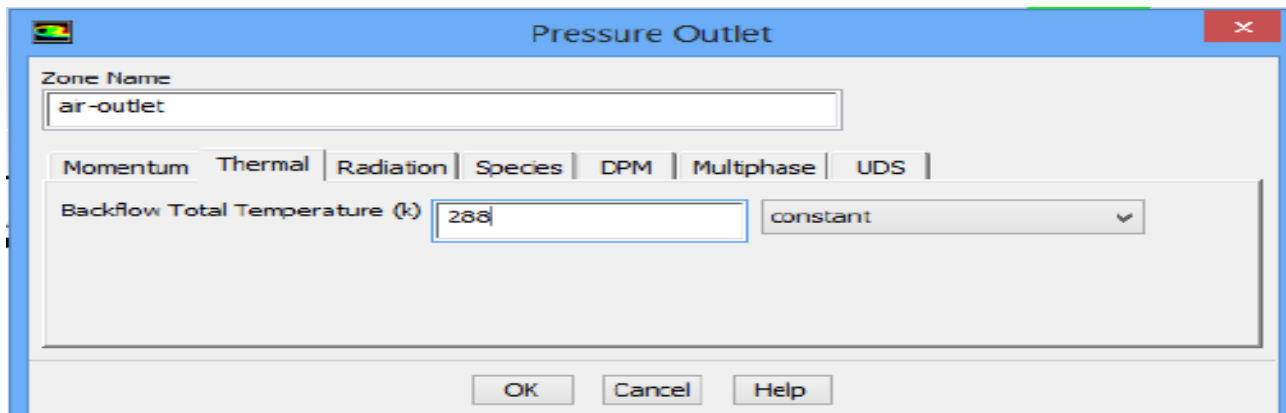 Pressure Outlet
Zone Name
air-outlet
Momentum Thermal Radiation Species DPM Multiphase UDS
Backflow Total Temperature (k) 288 constant
OK Cancel Help